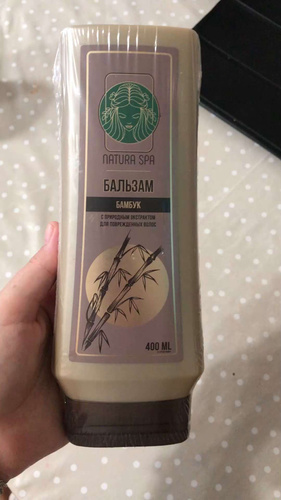 NATURA SPA
БАЛЬЗАМ
БАМБУК
С ПРИРОДНЫМ ЭКСТРАКТОМ
ДЛЯ ПОВРЕЖДЕННЫХ ВОЛОС
400 ML